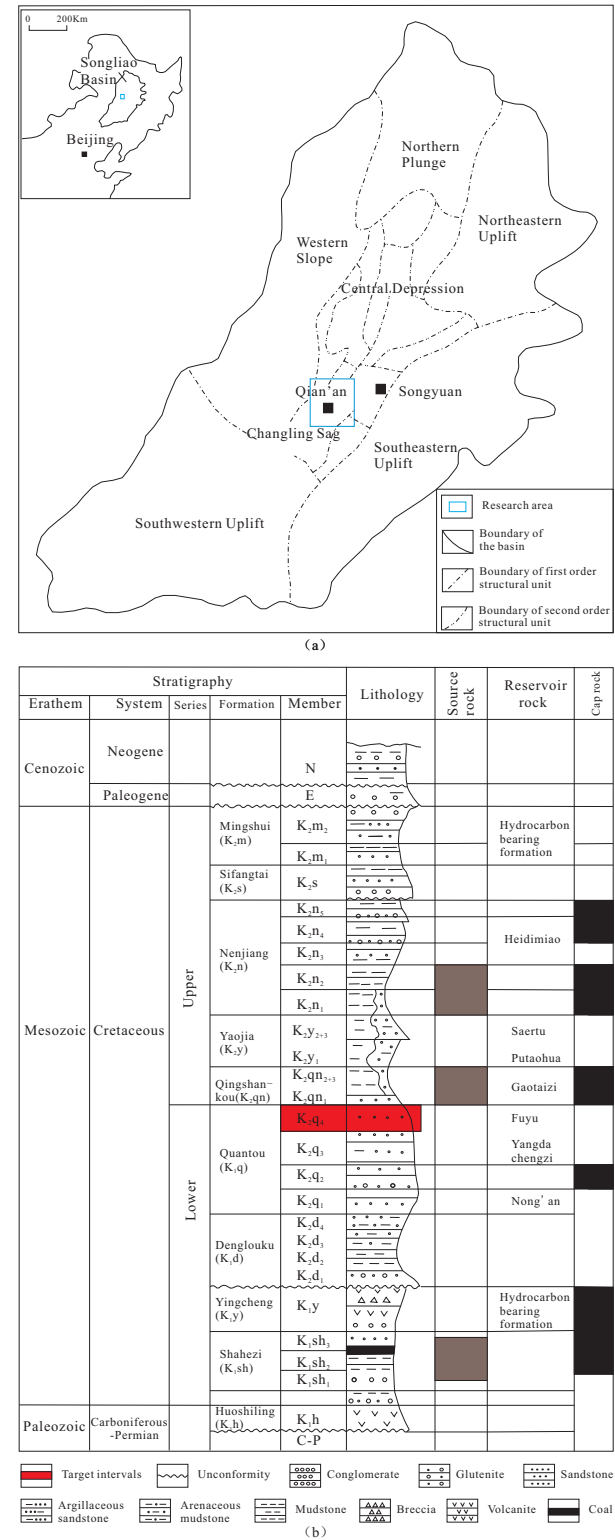 0 200Km
Songliao
Basin
Beijing
Northern
Plunge
Northeastern
Uplift
Western
Slope
Central Depression
Qian'an
Songyuan
Changling Sag
Southeastern
Uplift
Southwestern Uplift
Research area
Boundary of
the basin
Boundary of first order
structural unit
Boundary of second order
structural unit
(a)
Stratigraphy
Lithology
Source
rock
Reservoir
rock
Cap rock
Erathem
System
Series
Formation
Member
Cenozoic
Neogene
N
Paleogene
E
Mesozoic
Cretaceous
Upper
Mingshui
(K₂m)
K₂m₂
Hydrocarbon
bearing
formation
K₂m₁
Sifangtai
(K₂s)
K₂s
Nenjiang
(K₂n)
K₂n₅
K₂n₄
Heidimiao
K₂n₃
K₂n₂
K₂n₁
Yaojia
(K₂y)
K₂y₂₊₃
Saertu
K₂y₁
Putaohua
Qingshan-
kou(K₂qn)
K₂qn₂₊₃
Gaotaizi
K₂qn₁
Lower
Quantou
(K₁q)
K₂q₄
Fuyu
K₂q₃
Yangda
chengzi
K₂q₂
K₂q₁
Nong'an
Denglouku
(K₁d)
K₂d₄
K₂d₃
K₂d₂
K₂d₁
Yingcheng
(K₁y)
K₁y
Hydrocarbon
bearing
formation
Shahezi
(K₁sh)
K₁sh₃
K₁sh₂
K₁sh₁
Paleozoic
Carboniferous
-Permian
Huoshiling
(K₁h)
K₁h
C-P
Target intervals
Unconformity
Conglomerate
Glutenite
Sandstone
Argillaceous
sandstone
Arenaceous
mudstone
Mudstone
Breccia
Volcanite
Coal
(b)